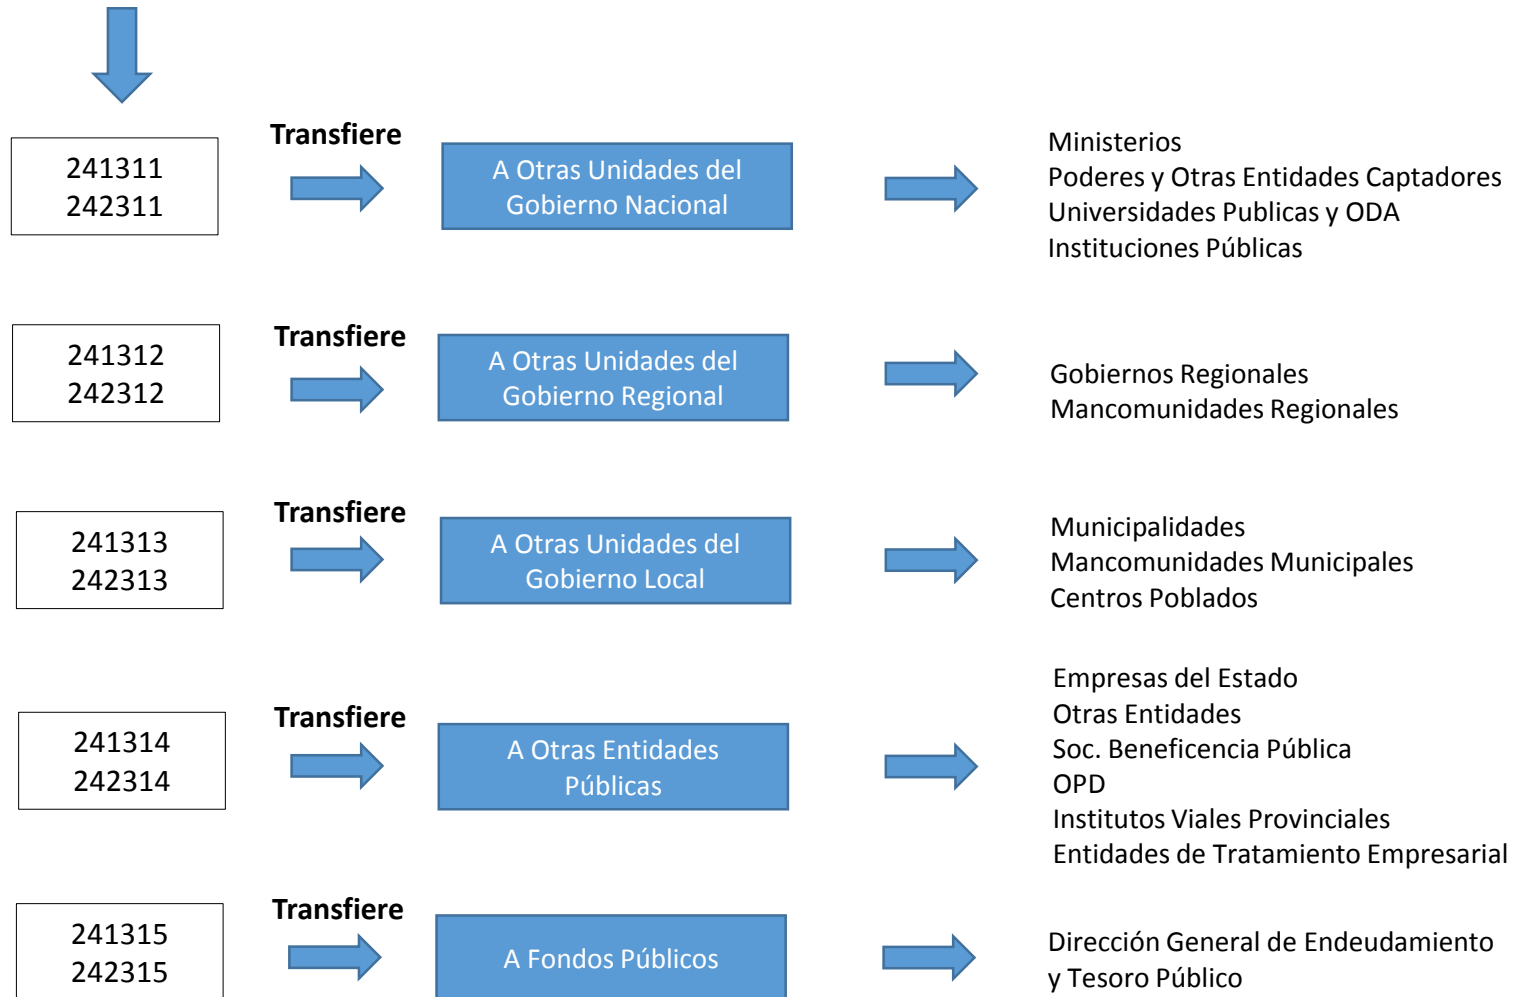 241311
242311
Transfiere
A Otras Unidades del
Gobierno Nacional
Ministerios
Poderes y Otras Entidades Captadores
Universidades Publicas y ODA
Instituciones Públicas
241312
242312
Transfiere
A Otras Unidades del
Gobierno Regional
Gobiernos Regionales
Mancomunidades Regionales
241313
242313
Transfiere
A Otras Unidades del
Gobierno Local
Municipalidades
Mancomunidades Municipales
Centros Poblados
241314
242314
Transfiere
A Otras Entidades
Públicas
Empresas del Estado
Otras Entidades
Soc. Beneficencia Pública
OPD
Institutos Viales Provinciales
Entidades de Tratamiento Empresarial
241315
242315
Transfiere
A Fondos Públicos
Dirección General de Endeudamiento
y Tesoro Público